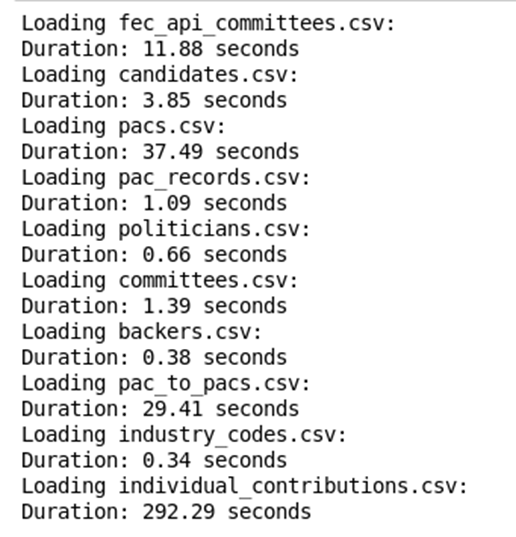 Loading fec_api_committees.csv:
Duration: 11.88 seconds
Loading candidates.csv:
Duration: 3.85 seconds
Loading pacs.csv:
Duration: 37.49 seconds
Loading pac_records.csv:
Duration: 1.09 seconds
Loading politicians.csv:
Duration: 0.66 seconds
Loading committees.csv:
Duration: 1.39 seconds
Loading backers.csv:
Duration: 0.38 seconds
Loading pac_to_pacs.csv:
Duration: 29.41 seconds
Loading industry_codes.csv:
Duration: 0.34 seconds
Loading individual_contributions.csv:
Duration: 292.29 seconds